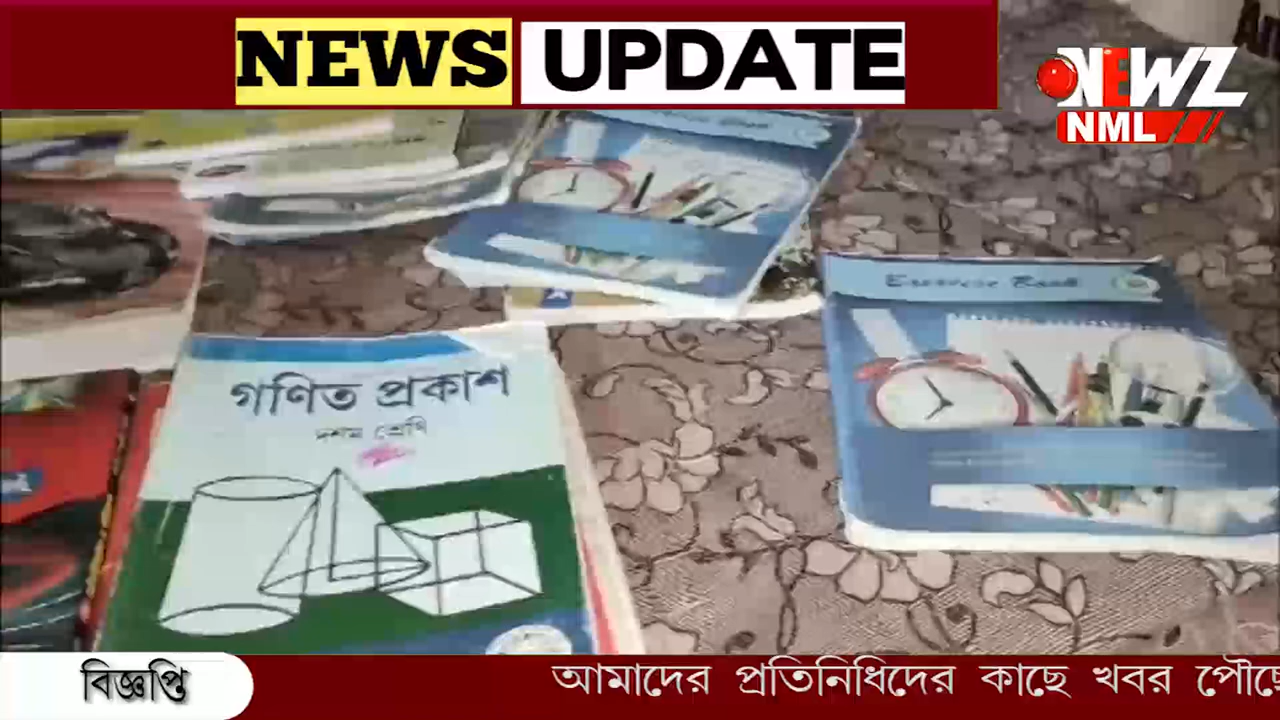 NEWS UPDATE
NEWZ
NML
Exercise Book
গণিত প্রকাশ
দশম শ্রেণি
বিজ্ঞপ্তি
আমাদের প্রতিনিধিদের কাছে খবর